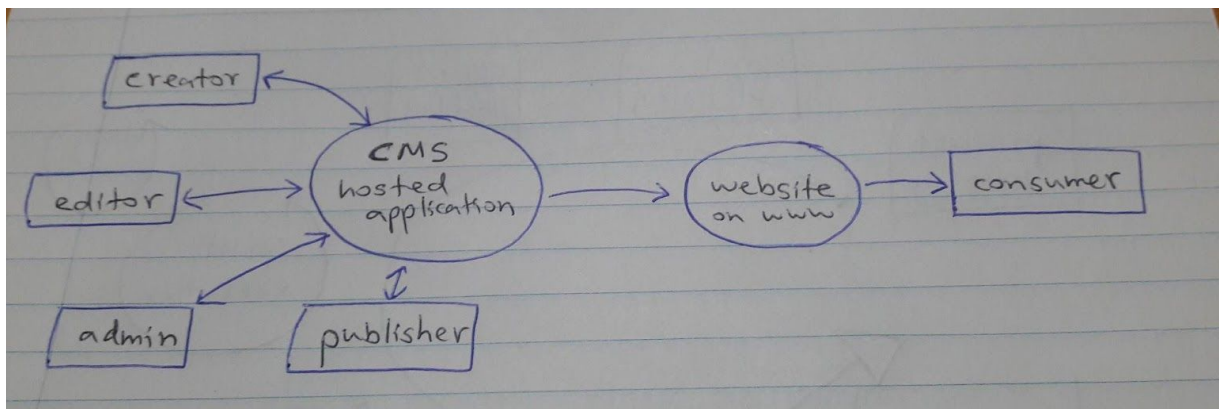 creator
CMS
hosted
application
editor
website
on www
consumer
admin
publisher